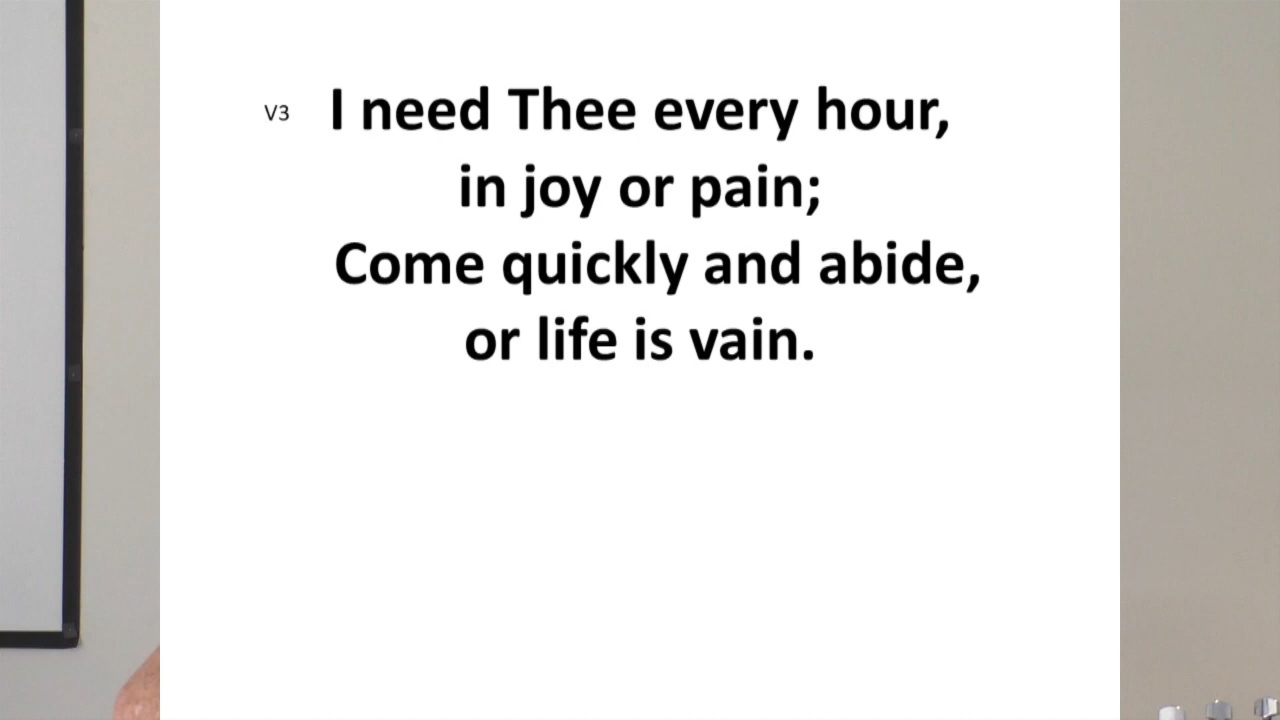 V3 I need Thee every hour,
in joy or pain;
Come quickly and abide,
or life is vain.